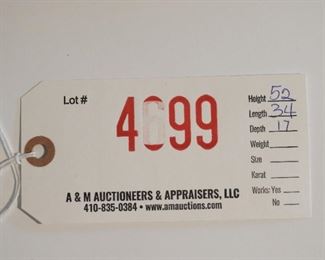 Lot #
4699
Height 52
Length 34
Depth 17
Weight
Size
Karat
Works: Yes
No
A & M AUCTIONEERS & APPRAISERS, LLC
410-835-0384 • www.amauctions.com